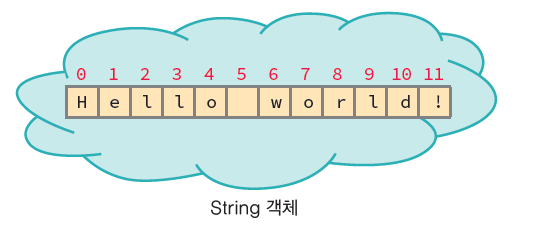 0 1 2 3 4 5 6 7 8 9 10 11
H e l l o w o r l d !
String 객체